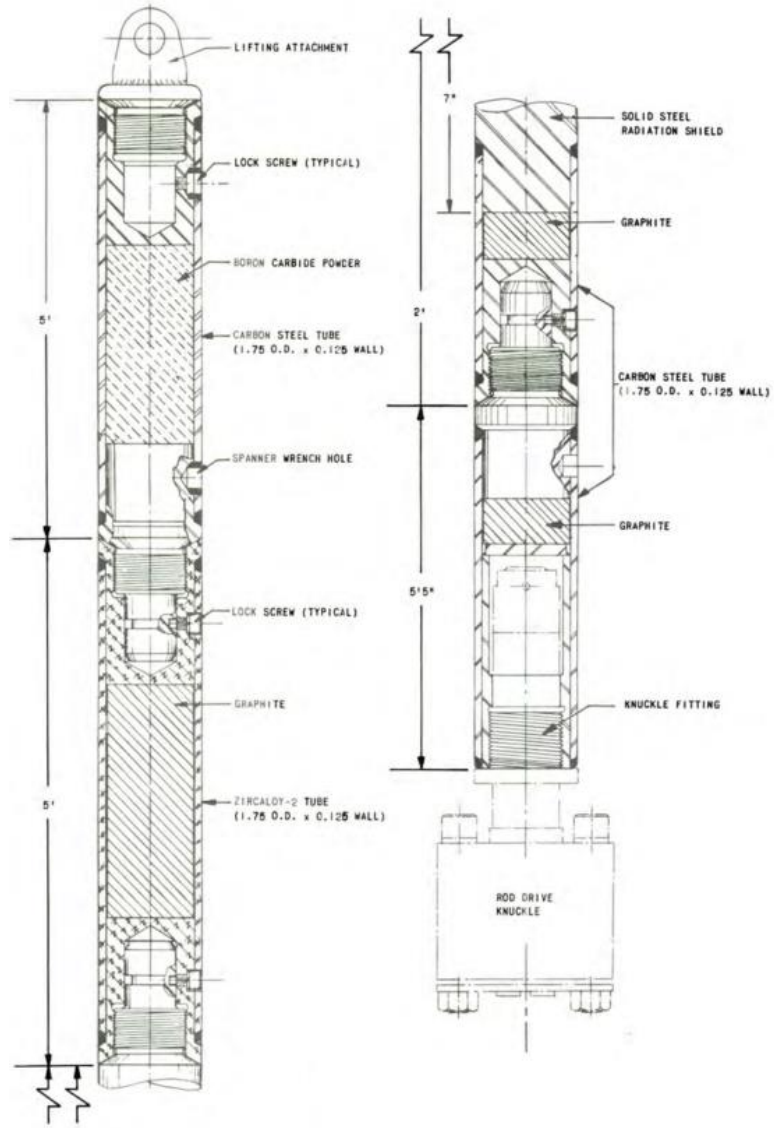 LIFTING ATTACHMENT
LOCK SCREW (TYPICAL)
BORON CARBIDE POWDER
5'
CARBON STEEL TUBE
(1.75 O.D. x 0.125 WALL)
SPANNER WRENCH HOLE
LOCK SCREW (TYPICAL)
GRAPHITE
5'
ZIRCALOY-2 TUBE
(1.75 O.D. x 0.125 WALL)
7"
SOLID STEEL
RADIATION SHIELD
GRAPHITE
2'
CARBON STEEL TUBE
(1.75 O.D. x 0.125 WALL)
GRAPHITE
5'5"
KNUCKLE FITTING
ROD DRIVE
KNUCKLE